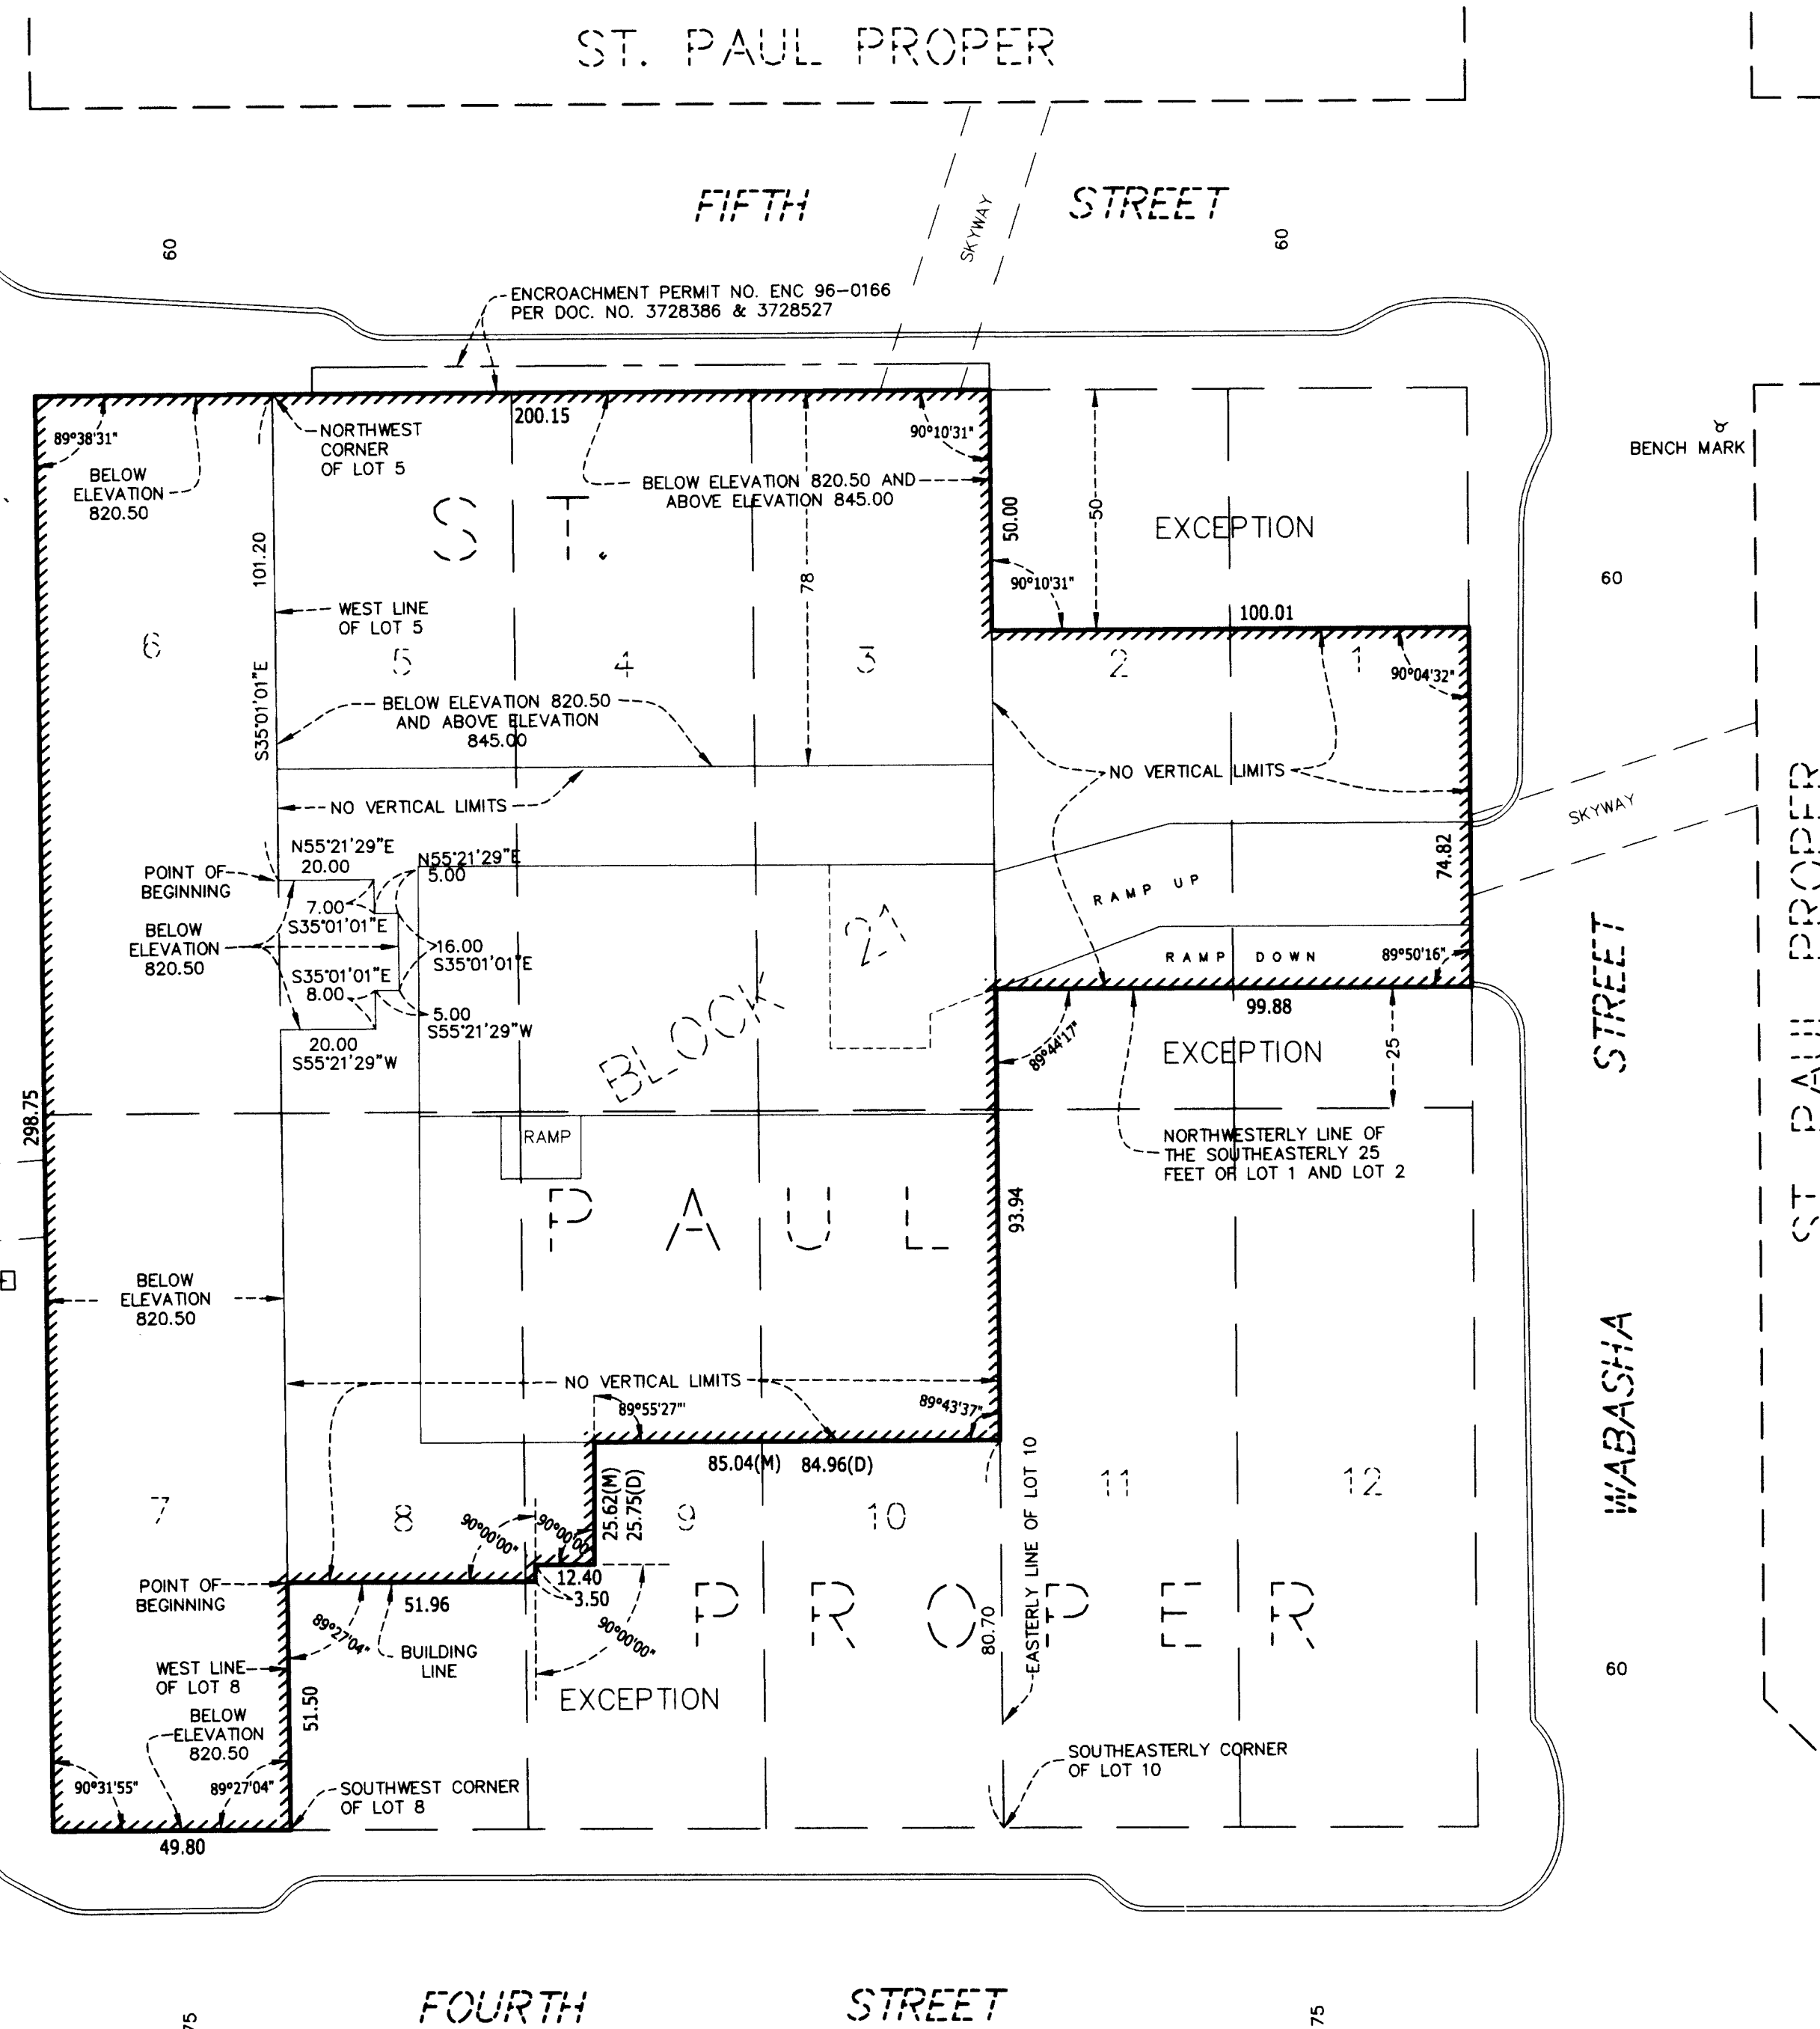 ST. PAUL PROPER
FIFTH STREET
SKYWAY
60
60
ENCROACHMENT PERMIT NO. ENC 96-0166
PER DOC. NO. 3728386 & 3728527
200.15
89°38'31"
BELOW
ELEVATION
820.50
NORTHWEST
CORNER
OF LOT 5
90°10'31"
BELOW ELEVATION 820.50 AND
ABOVE ELEVATION 845.00
S T.
50.00
50
EXCEPTION
BENCH MARK
101.20
78
90°10'31"
60
WEST LINE
OF LOT 5
100.01
6
5
4
3
2
1
90°04'32"
S35°01'01"E
BELOW ELEVATION 820.50
AND ABOVE ELEVATION
845.00
NO VERTICAL LIMITS
NO VERTICAL LIMITS
SKYWAY
ST. PAUL PROPER
N55°21'29"E
20.00
N55°21'29"E
5.00
POINT OF
BEGINNING
7.00
S35°01'01"E
74.82
RAMP UP
BELOW
ELEVATION
820.50
16.00
S35°01'01"E
21
S35°01'01"E
8.00
5.00
S55°21'29"W
RAMP DOWN
89°50'16"
20.00
S55°21'29"W
BLOCK
99.88
89°44'17"
EXCEPTION
25
STREET
298.75
RAMP
NORTHWESTERLY LINE OF
THE SOUTHEASTERLY 25
FEET OF LOT 1 AND LOT 2
P A U L
93.94
BELOW
ELEVATION
820.50
NO VERTICAL LIMITS
89°55'27"
89°43'37"
WABASHA
85.04(M) 84.96(D)
25.62(M)
25.75(D)
7
8
9
10
11
12
90°00'00"
90°00'00"
EASTERLY LINE OF LOT 10
POINT OF
BEGINNING
12.40
3.50
51.96
90°00'00"
P R O P E R
80.70
89°27'04"
BUILDING
LINE
WEST LINE
OF LOT 8
60
51.50
EXCEPTION
BELOW
ELEVATION
820.50
SOUTHEASTERLY CORNER
OF LOT 10
90°31'55"
89°27'04"
SOUTHWEST CORNER
OF LOT 8
49.80
FOURTH STREET
75
75